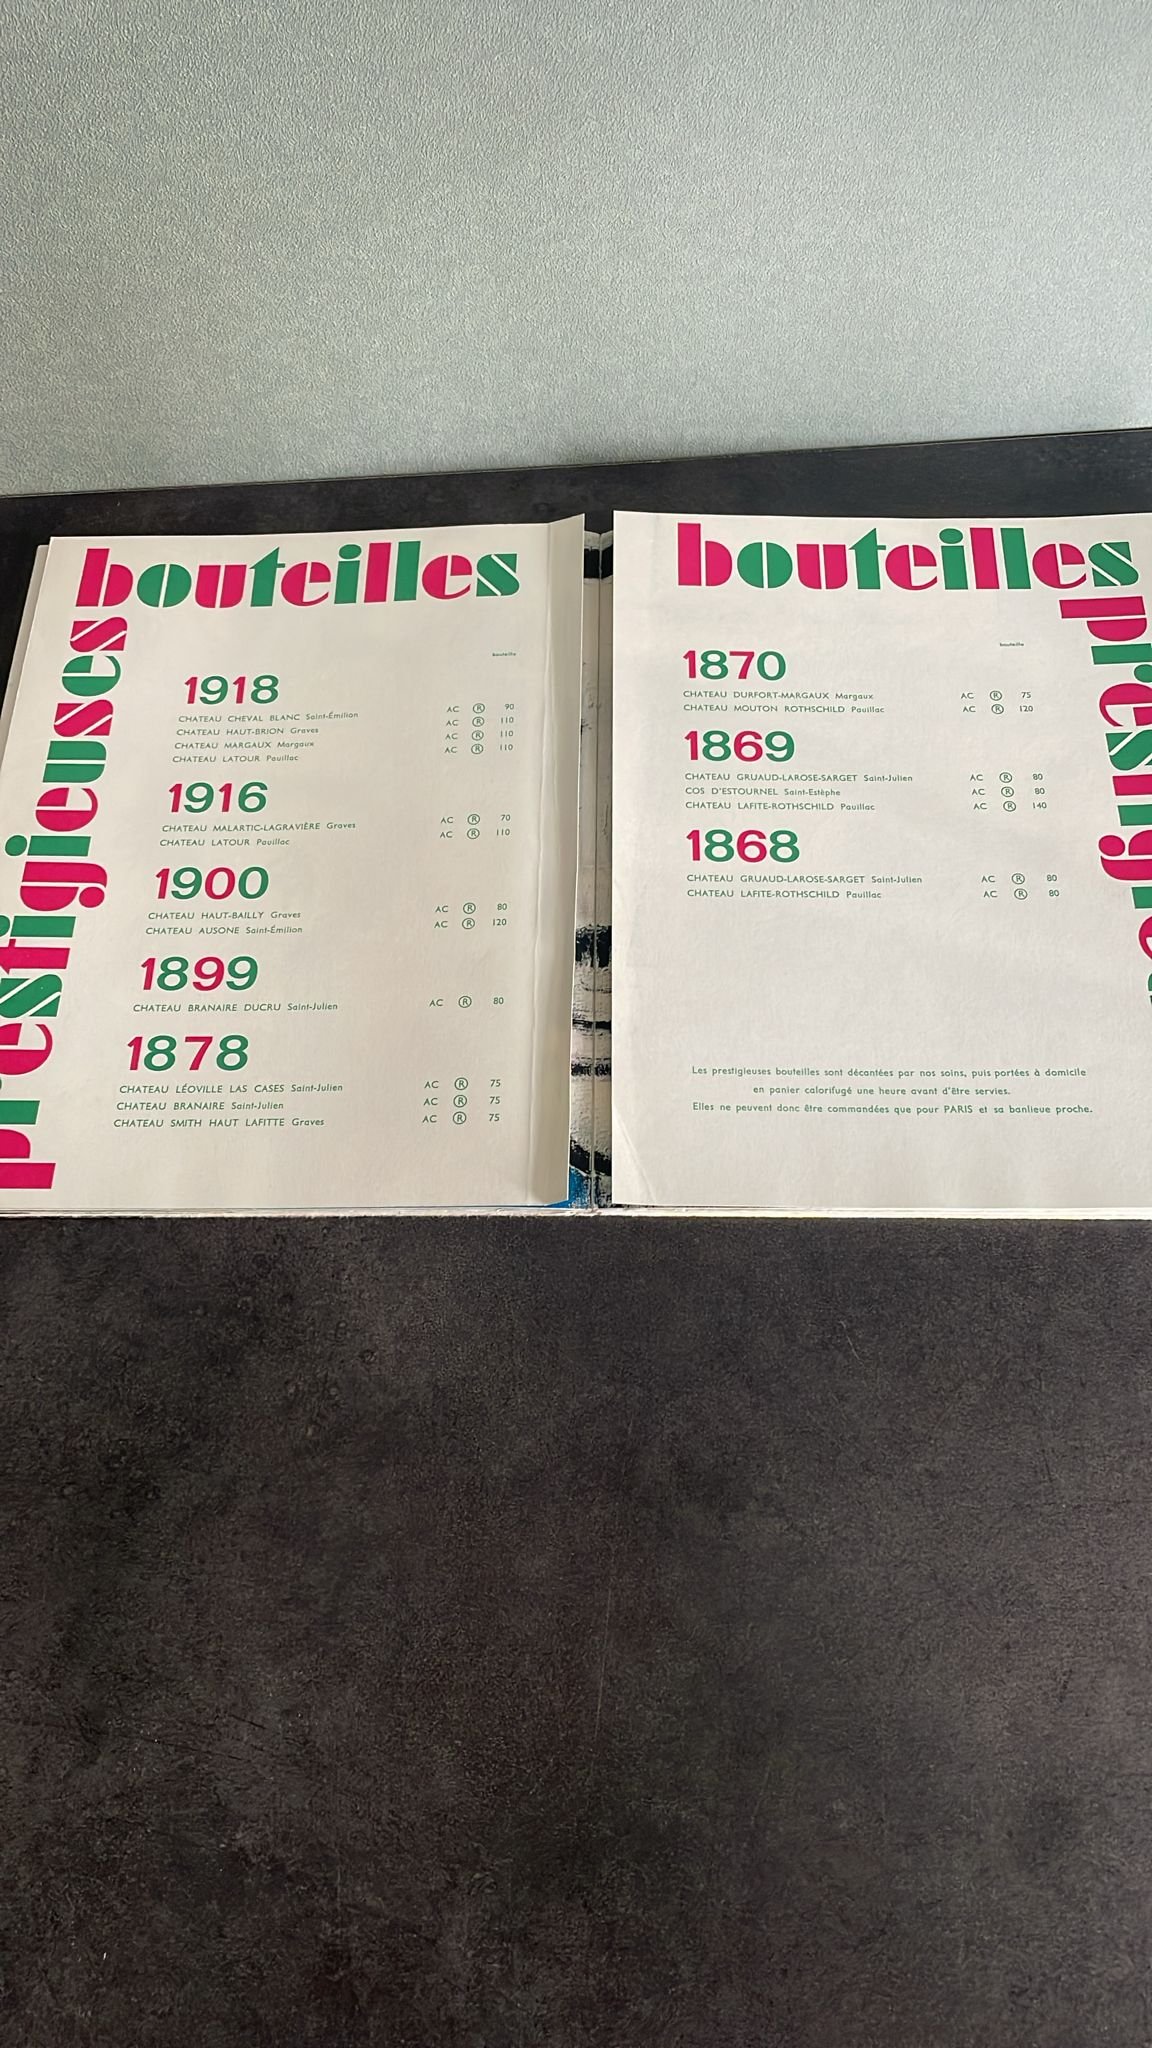 bouteilles
prestigieuses
bouteille
1918
CHATEAU CHEVAL BLANC Saint-Émilion AC ® 90
CHATEAU HAUT-BRION Graves AC ® 110
CHATEAU MARGAUX Margaux AC ® 110
CHATEAU LATOUR Pauillac AC ® 110
1916
CHATEAU MALARTIC-LAGRAVIÈRE Graves AC ® 70
CHATEAU LATOUR Pauillac AC ® 110
1900
CHATEAU HAUT-BAILLY Graves AC ® 80
CHATEAU AUSONE Saint-Émilion AC ® 120
1899
CHATEAU BRANAIRE DUCRU Saint-Julien AC ® 80
1878
CHATEAU LÉOVILLE LAS CASES Saint-Julien AC ® 75
CHATEAU BRANAIRE Saint-Julien AC ® 75
CHATEAU SMITH HAUT LAFITTE Graves AC ® 75
bouteilles
bouteille
1870
CHATEAU DURFORT-MARGAUX Margaux AC ® 75
CHATEAU MOUTON ROTHSCHILD Pauillac AC ® 120
1869
CHATEAU GRUAUD-LAROSE-SARGET Saint-Julien AC ® 80
COS D'ESTOURNEL Saint-Estèphe AC ® 80
CHATEAU LAFITE-ROTHSCHILD Pauillac AC ® 140
1868
CHATEAU GRUAUD-LAROSE-SARGET Saint-Julien AC ® 80
CHATEAU LAFITE-ROTHSCHILD Pauillac AC ® 80
Les prestigieuses bouteilles sont décantées par nos soins, puis portées à domicile
en panier calorifugé une heure avant d'être servies.
Elles ne peuvent donc être commandées que pour PARIS et sa banlieue proche.